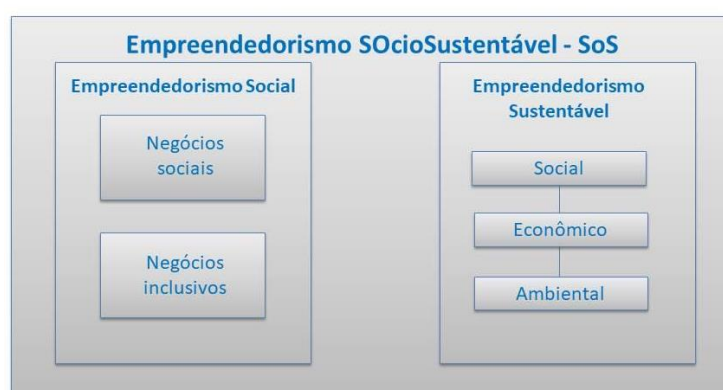 Empreendedorismo SOcioSustentável - SoS
Empreendedorismo Social
Negócios
sociais
Negócios
inclusivos
Empreendedorismo
Sustentável
Social
Econômico
Ambiental